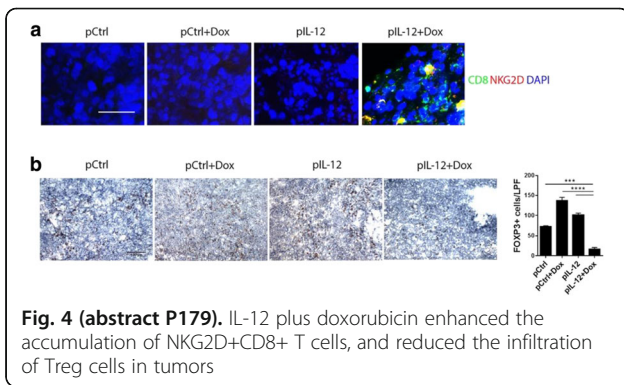 a
pCtrl
pCtrl+Dox
pIL-12
pIL-12+Dox
CD8 NKG2D DAPI
b
pCtrl
pCtrl+Dox
pIL-12
pIL-12+Dox
FOXP3+ cells/LPF
200
150
100
50
0
***
****
pCtrl
pCtrl+Dox
pIL-12
pIL-12+Dox
Fig. 4 (abstract P179). IL-12 plus doxorubicin enhanced the
accumulation of NKG2D+CD8+ T cells, and reduced the infiltration
of Treg cells in tumors